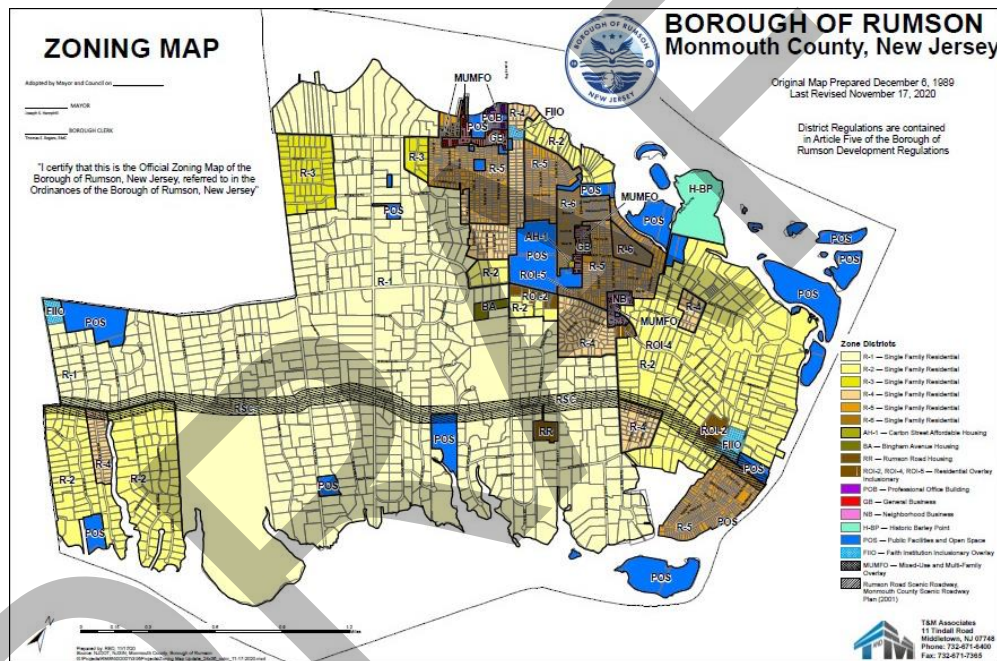 ZONING MAP
Adopted by Mayor and Council on
MAYOR
BOROUGH CLERK
"I certify that this is the Official Zoning Map of the
Borough of Rumson, New Jersey, referred to in the
Ordinances of the Borough of Rumson, New Jersey"
BOROUGH OF RUMSON
NEW JERSEY
BOROUGH OF RUMSON
Monmouth County, New Jersey
Original Map Prepared December 6, 1989
Last Revised November 17, 2020
District Regulations are contained
in Article Five of the Borough of
Rumson Development Regulations
MUMFO
POB
R-4
FIIO
POS
GB
R-2
R-3
R-3
R-5
R-5
POS
H-BP
R-6
MUMFO
POS
POS
AH-1
POS
GB
R-6
POS
POS
ROI-5
R-5
R-2
R-1
POS
BA
R-2
ROI-2
NB
R-4
FIIO
POS
MUMFO
R-4
ROI-4
R-2
R-1
RSC
RSC
R-4
RR
POS
ROI-2
FIIO
R-4
POS
R-2
R-2
POS
R-5
POS
POS
POS
Zone Districts
R-1 — Single Family Residential
R-2 — Single Family Residential
R-3 — Single Family Residential
R-4 — Single Family Residential
R-5 — Single Family Residential
R-6 — Single Family Residential
AH-1 — Carton Street Affordable Housing
BA — Bingham Avenue Housing
RR — Rumson Road Housing
ROI-2, ROI-4, ROI-5 — Residential Overlay
Inclusionary
POB — Professional Office Building
GB — General Business
NB — Neighborhood Business
H-BP — Historic Barley Point
POS — Public Facilities and Open Space
FIIO — Faith Institution Inclusionary Overlay
MUMFO — Mixed-Use and Multi-Family
Overlay
Rumson Road Scenic Roadway,
Monmouth County Scenic Roadway
Plan (2001)
T&M Associates
11 Tindall Road
Middletown, NJ 07748
Phone: 732-671-6400
Fax: 732-671-7365